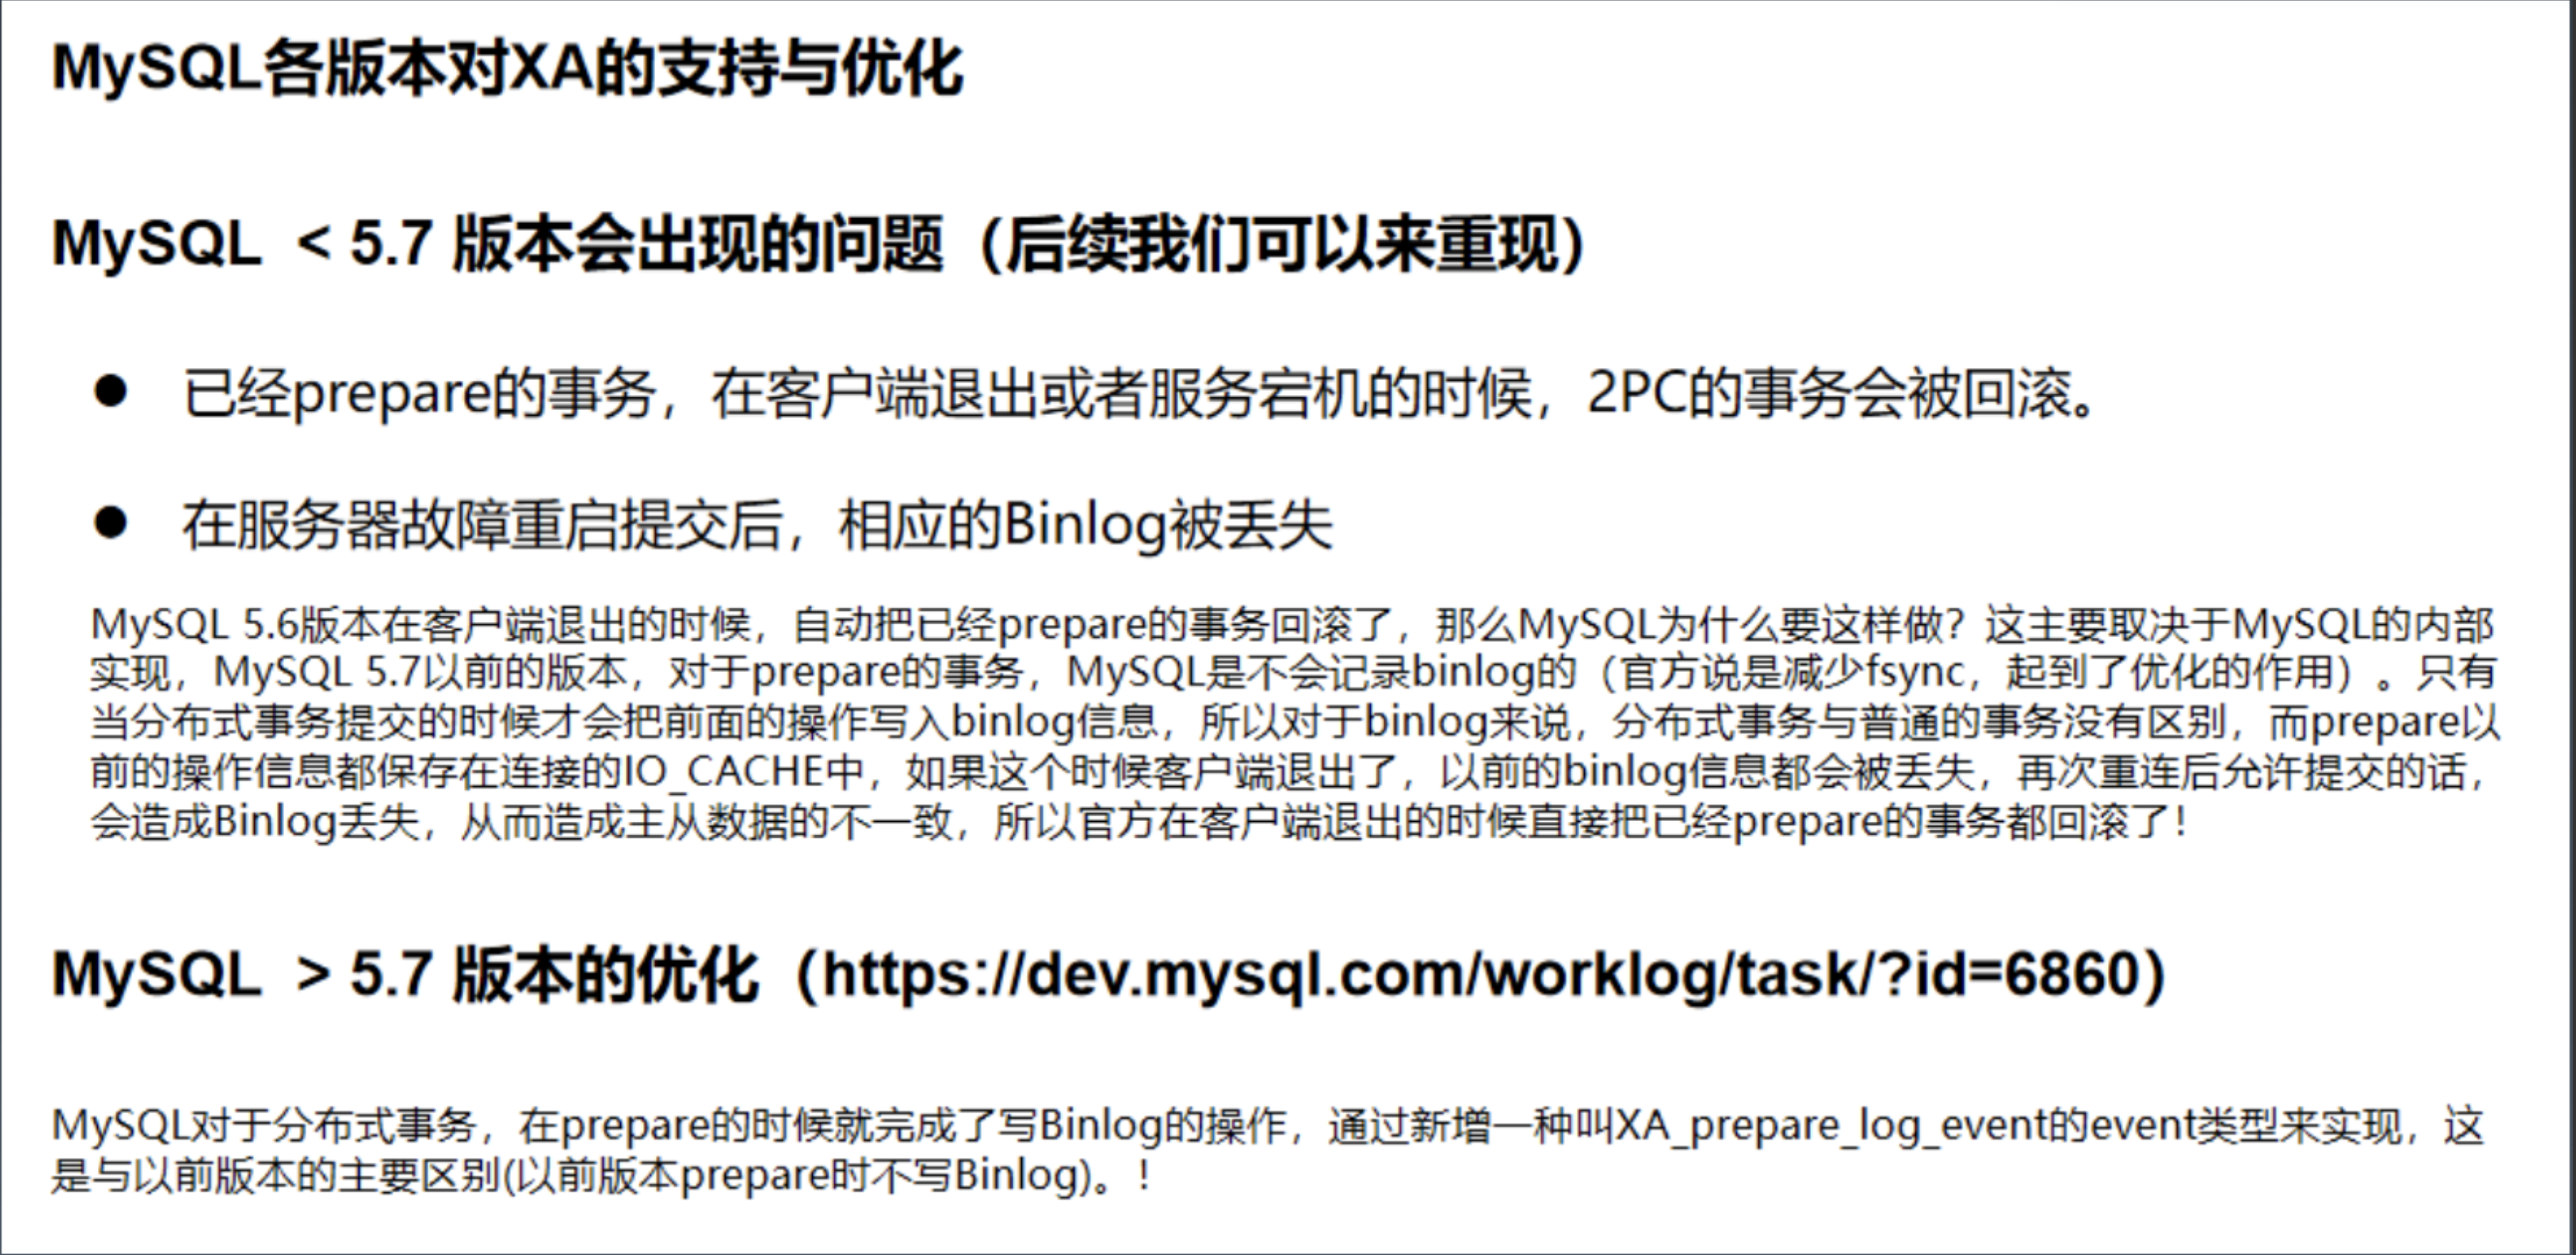 MySQL各版本对XA的支持与优化
MySQL < 5.7 版本会出现的问题（后续我们可以来重现）
● 已经prepare的事务，在客户端退出或者服务宕机的时候，2PC的事务会被回滚。
● 在服务器故障重启提交后，相应的Binlog被丢失
MySQL 5.6版本在客户端退出的时候，自动把已经prepare的事务回滚了，那么MySQL为什么要这样做？这主要取决于MySQL的内部
实现，MySQL 5.7以前的版本，对于prepare的事务，MySQL是不会记录binlog的（官方说是减少fsync，起到了优化的作用）。只有
当分布式事务提交的时候才会把前面的操作写入binlog信息，所以对于binlog来说，分布式事务与普通的事务没有区别，而prepare以
前的操作信息都保存在连接的IO_CACHE中，如果这个时候客户端退出了，以前的binlog信息都会被丢失，再次重连后允许提交的话，
会造成Binlog丢失，从而造成主从数据的不一致，所以官方在客户端退出的时候直接把已经prepare的事务都回滚了！
MySQL > 5.7 版本的优化（https://dev.mysql.com/worklog/task/?id=6860）
MySQL对于分布式事务，在prepare的时候就完成了写Binlog的操作，通过新增一种叫XA_prepare_log_event的event类型来实现，这
是与以前版本的主要区别(以前版本prepare时不写Binlog)。！